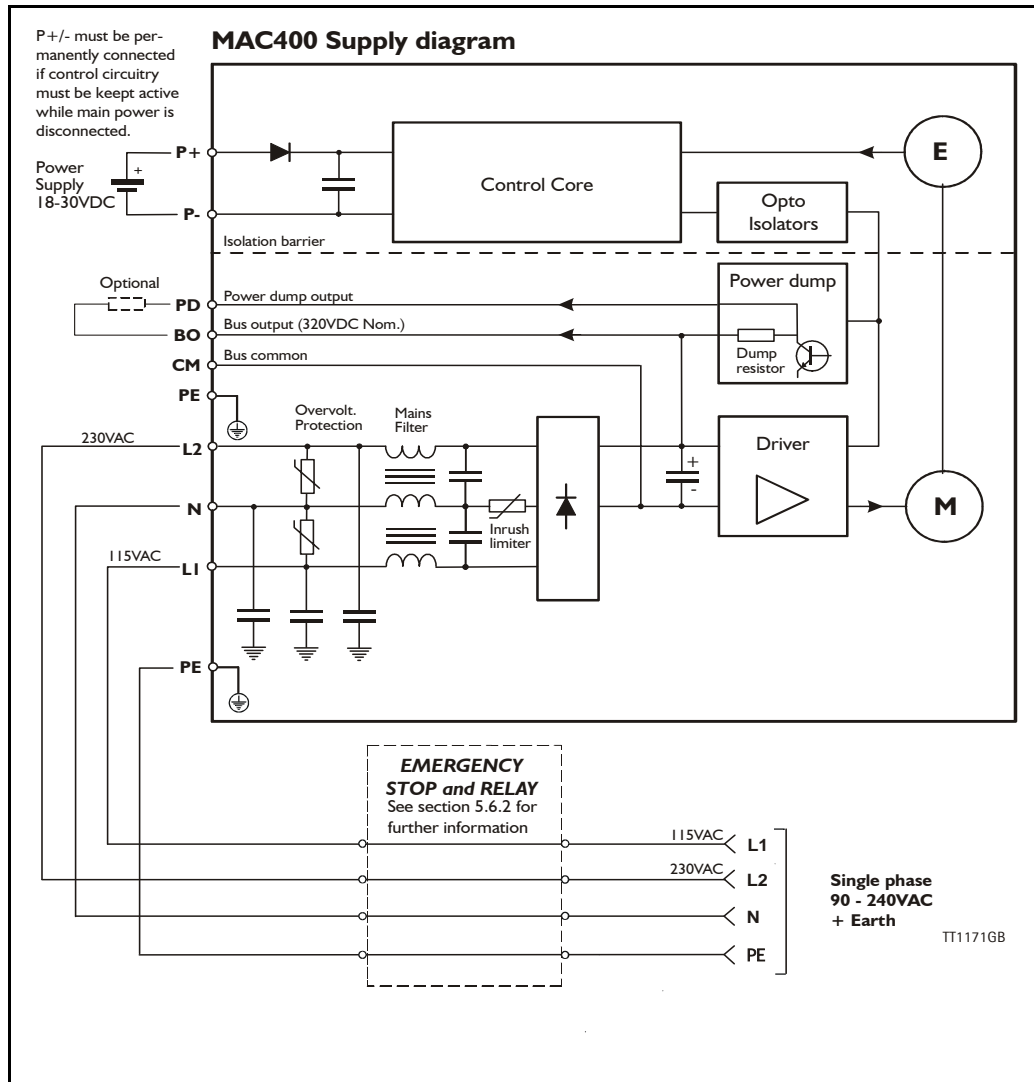 P+/- must be per-
manently connected
if control circuitry
must be keept active
while main power is
disconnected.
MAC400 Supply diagram
Power
Supply
18-30VDC
+
P+
P-
Control Core
E
Opto
Isolators
Isolation barrier
Optional
PD
Power dump output
BO
Bus output (320VDC Nom.)
CM
Bus common
PE
Power dump
Dump
resistor
230VAC
L2
Overvolt.
Protection
Mains
Filter
N
Inrush
limiter
+
-
Driver
M
115VAC
L1
PE
EMERGENCY
STOP and RELAY
See section 5.6.2 for
further information
115VAC
L1
230VAC
L2
N
PE
Single phase
90 - 240VAC
+ Earth
TT1171GB